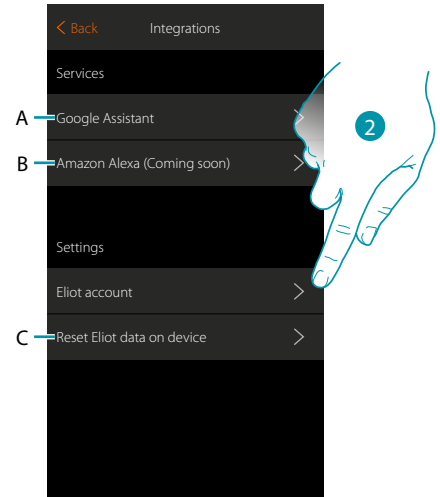 < Back Integrations
Services
A Google Assistant
B Amazon Alexa (Coming soon)
2
Settings
Eliot account
C Reset Eliot data on device